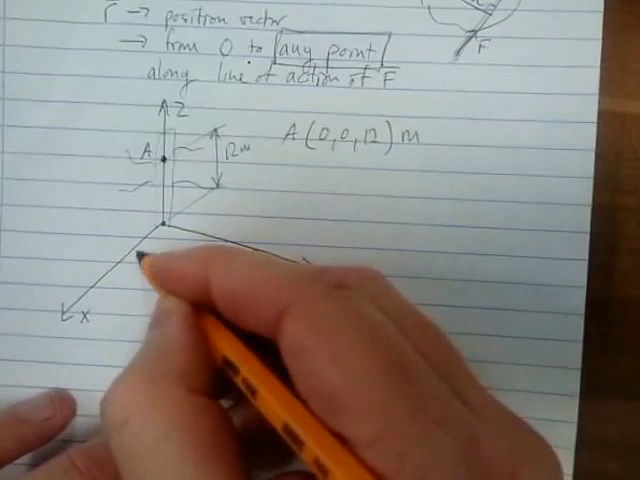 r̄ → position vector
→ from O to any point
along line of action of F̄
F
Z
A
12m
A(0,0,12)m
X